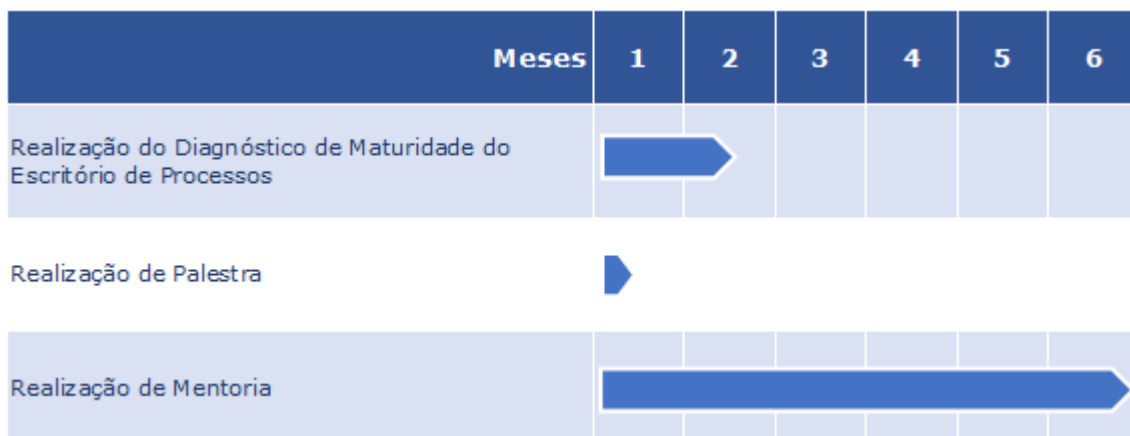 Meses 1 2 3 4 5 6
Realização do Diagnóstico de Maturidade do
Escritório de Processos
Realização de Palestra
Realização de Mentoria